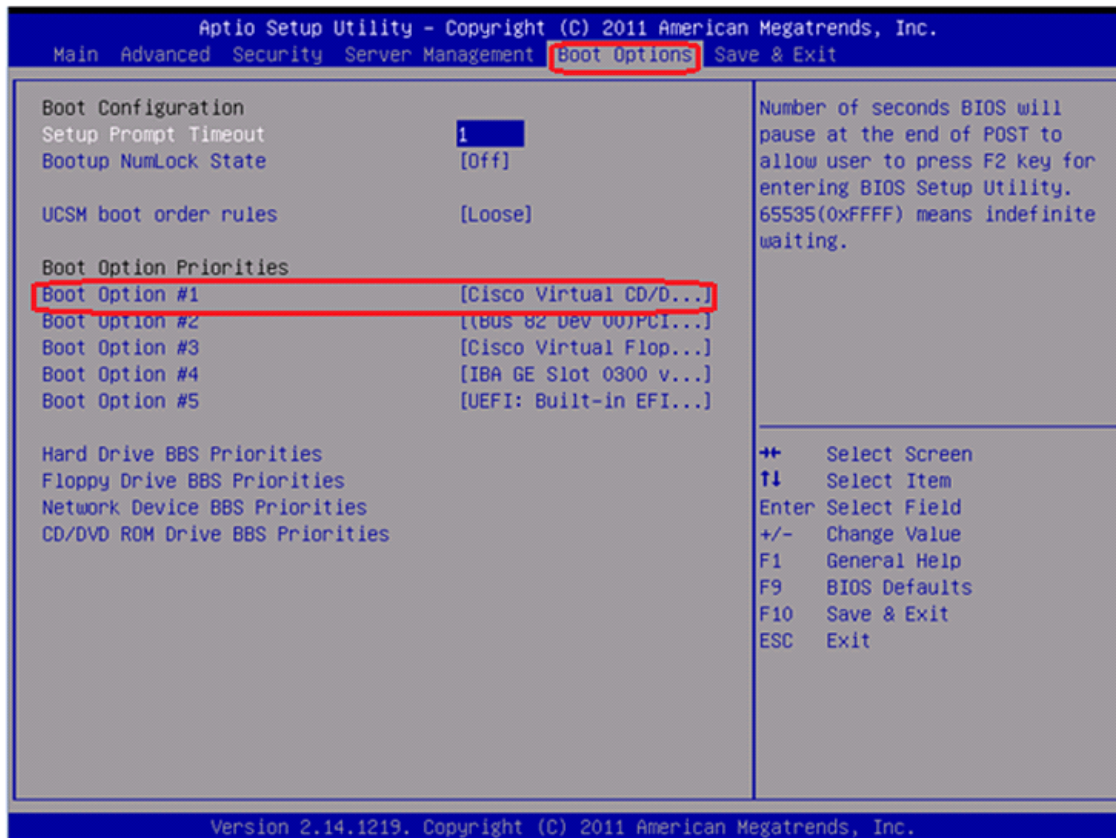 Aptio Setup Utility – Copyright (C) 2011 American Megatrends, Inc.
Main Advanced Security Server Management Boot Options Save & Exit
Boot Configuration
Setup Prompt Timeout 1
Bootup NumLock State [Off]
UCSM boot order rules [Loose]
Boot Option Priorities
Boot Option #1 [Cisco Virtual CD/D...]
Boot Option #2 [(Bus 82 Dev 00)PCI...]
Boot Option #3 [Cisco Virtual Flop...]
Boot Option #4 [IBA GE Slot 0300 v...]
Boot Option #5 [UEFI: Built-in EFI...]
Hard Drive BBS Priorities
Floppy Drive BBS Priorities
Network Device BBS Priorities
CD/DVD ROM Drive BBS Priorities
Number of seconds BIOS will
pause at the end of POST to
allow user to press F2 key for
entering BIOS Setup Utility.
65535(0xFFFF) means indefinite
waiting.
→← Select Screen
↑↓ Select Item
Enter Select Field
+/- Change Value
F1 General Help
F9 BIOS Defaults
F10 Save & Exit
ESC Exit
Version 2.14.1219. Copyright (C) 2011 American Megatrends, Inc.